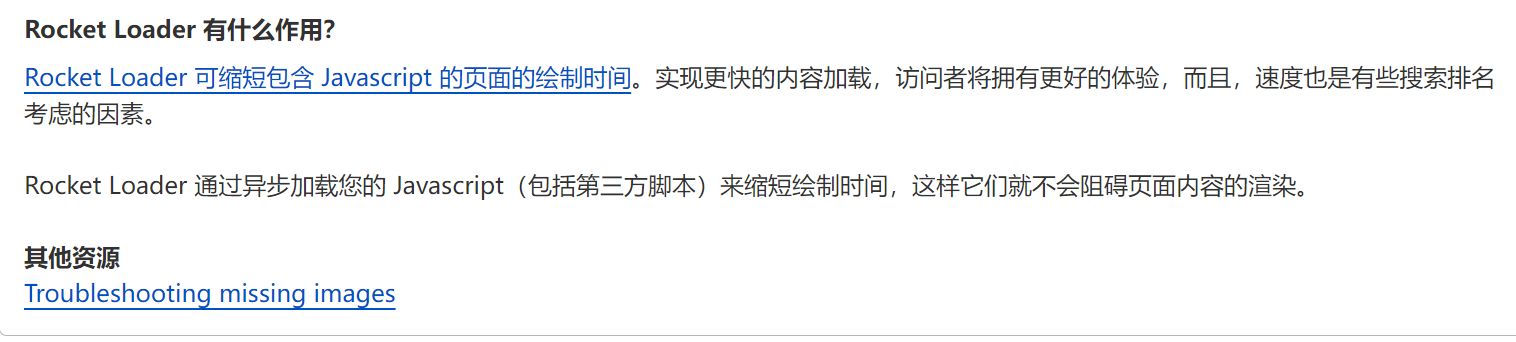 Rocket Loader 有什么作用？
Rocket Loader 可缩短包含 Javascript 的页面的绘制时间。实现更快的内容加载，访问者将拥有更好的体验，而且，速度也是有些搜索排名
考虑的因素。
Rocket Loader 通过异步加载您的 Javascript（包括第三方脚本）来缩短绘制时间，这样它们就不会阻碍页面内容的渲染。
其他资源
Troubleshooting missing images